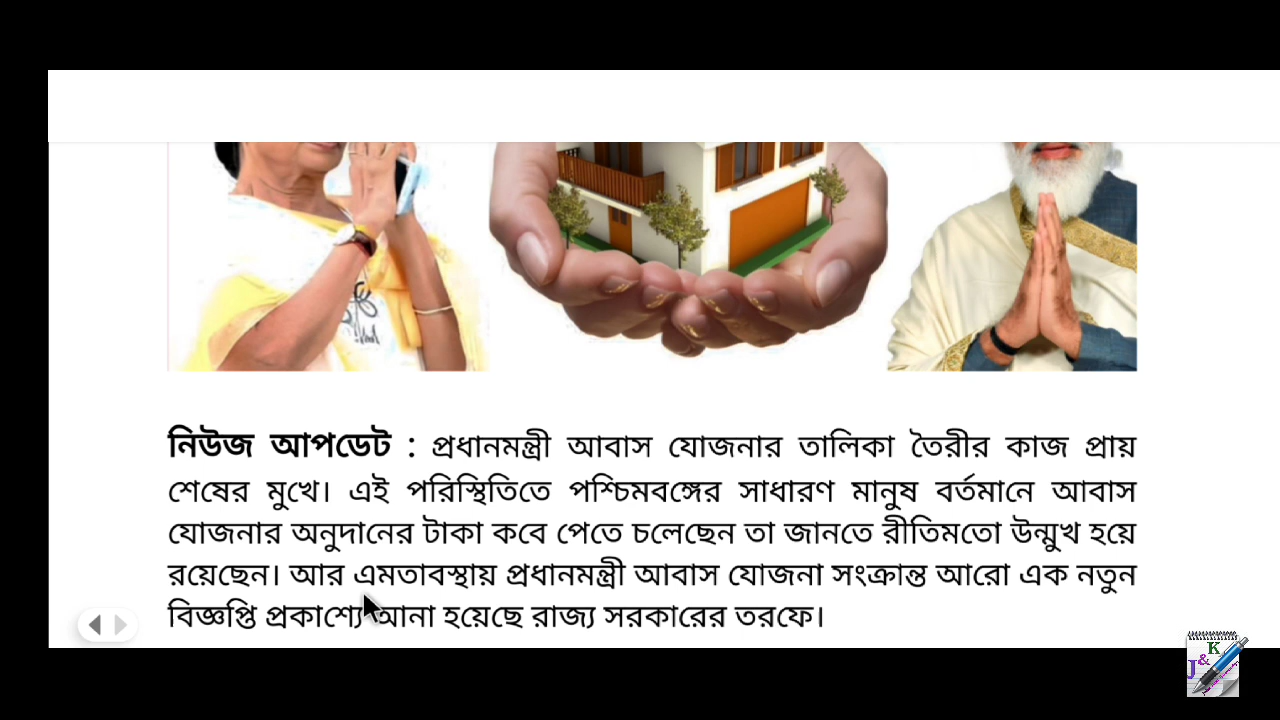 নিউজ আপডেট : প্রধানমন্ত্রী আবাস যোজনার তালিকা তৈরীর কাজ প্রায়
শেষের মুখে। এই পরিস্থিতিতে পশ্চিমবঙ্গের সাধারণ মানুষ বর্তমানে আবাস
যোজনার অনুদানের টাকা কবে পেতে চলেছেন তা জানতে রীতিমতো উন্মুখ হয়ে
রয়েছেন। আর এমতাবস্থায় প্রধানমন্ত্রী আবাস যোজনা সংক্রান্ত আরো এক নতুন
বিজ্ঞপ্তি প্রকাশ্যে আনা হয়েছে রাজ্য সরকারের তরফে।
J&K